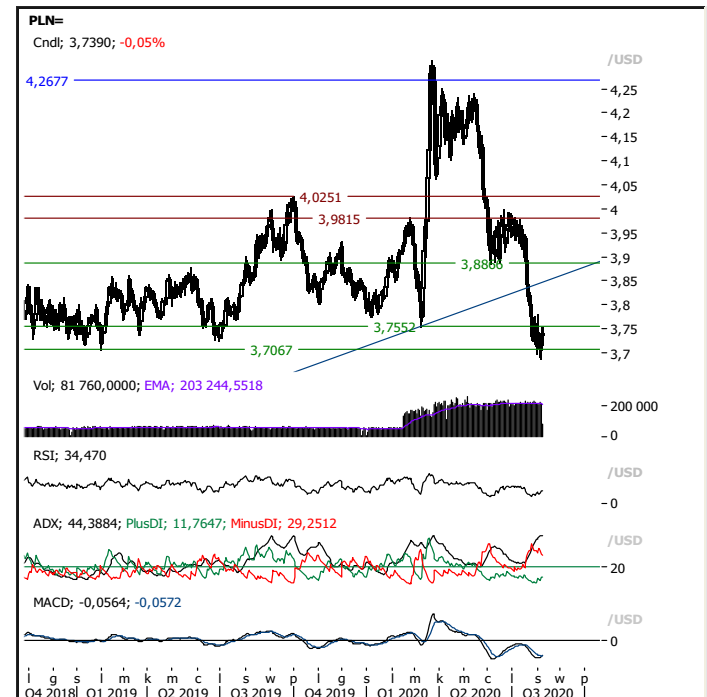 PLN=
Cndl; 3,7390; -0,05%
/USD
4,2677
4,25
4,2
4,15
4,1
4,05
4,0251
4
3,9815
3,95
3,9
3,8886
3,85
3,8
3,7552
3,75
3,7067
3,7
Vol; 81 760,0000; EMA; 203 244,5518
200 000
0
RSI; 34,470
/USD
0
ADX; 44,3884; PlusDI; 11,7647; MinusDI; 29,2512
/USD
20
MACD; -0,0564; -0,0572
/USD
0
l g s l m k m c l s w p l g s l m k m c l s w p
Q4 2018 Q1 2019 Q2 2019 Q3 2019 Q4 2019 Q1 2020 Q2 2020 Q3 2020